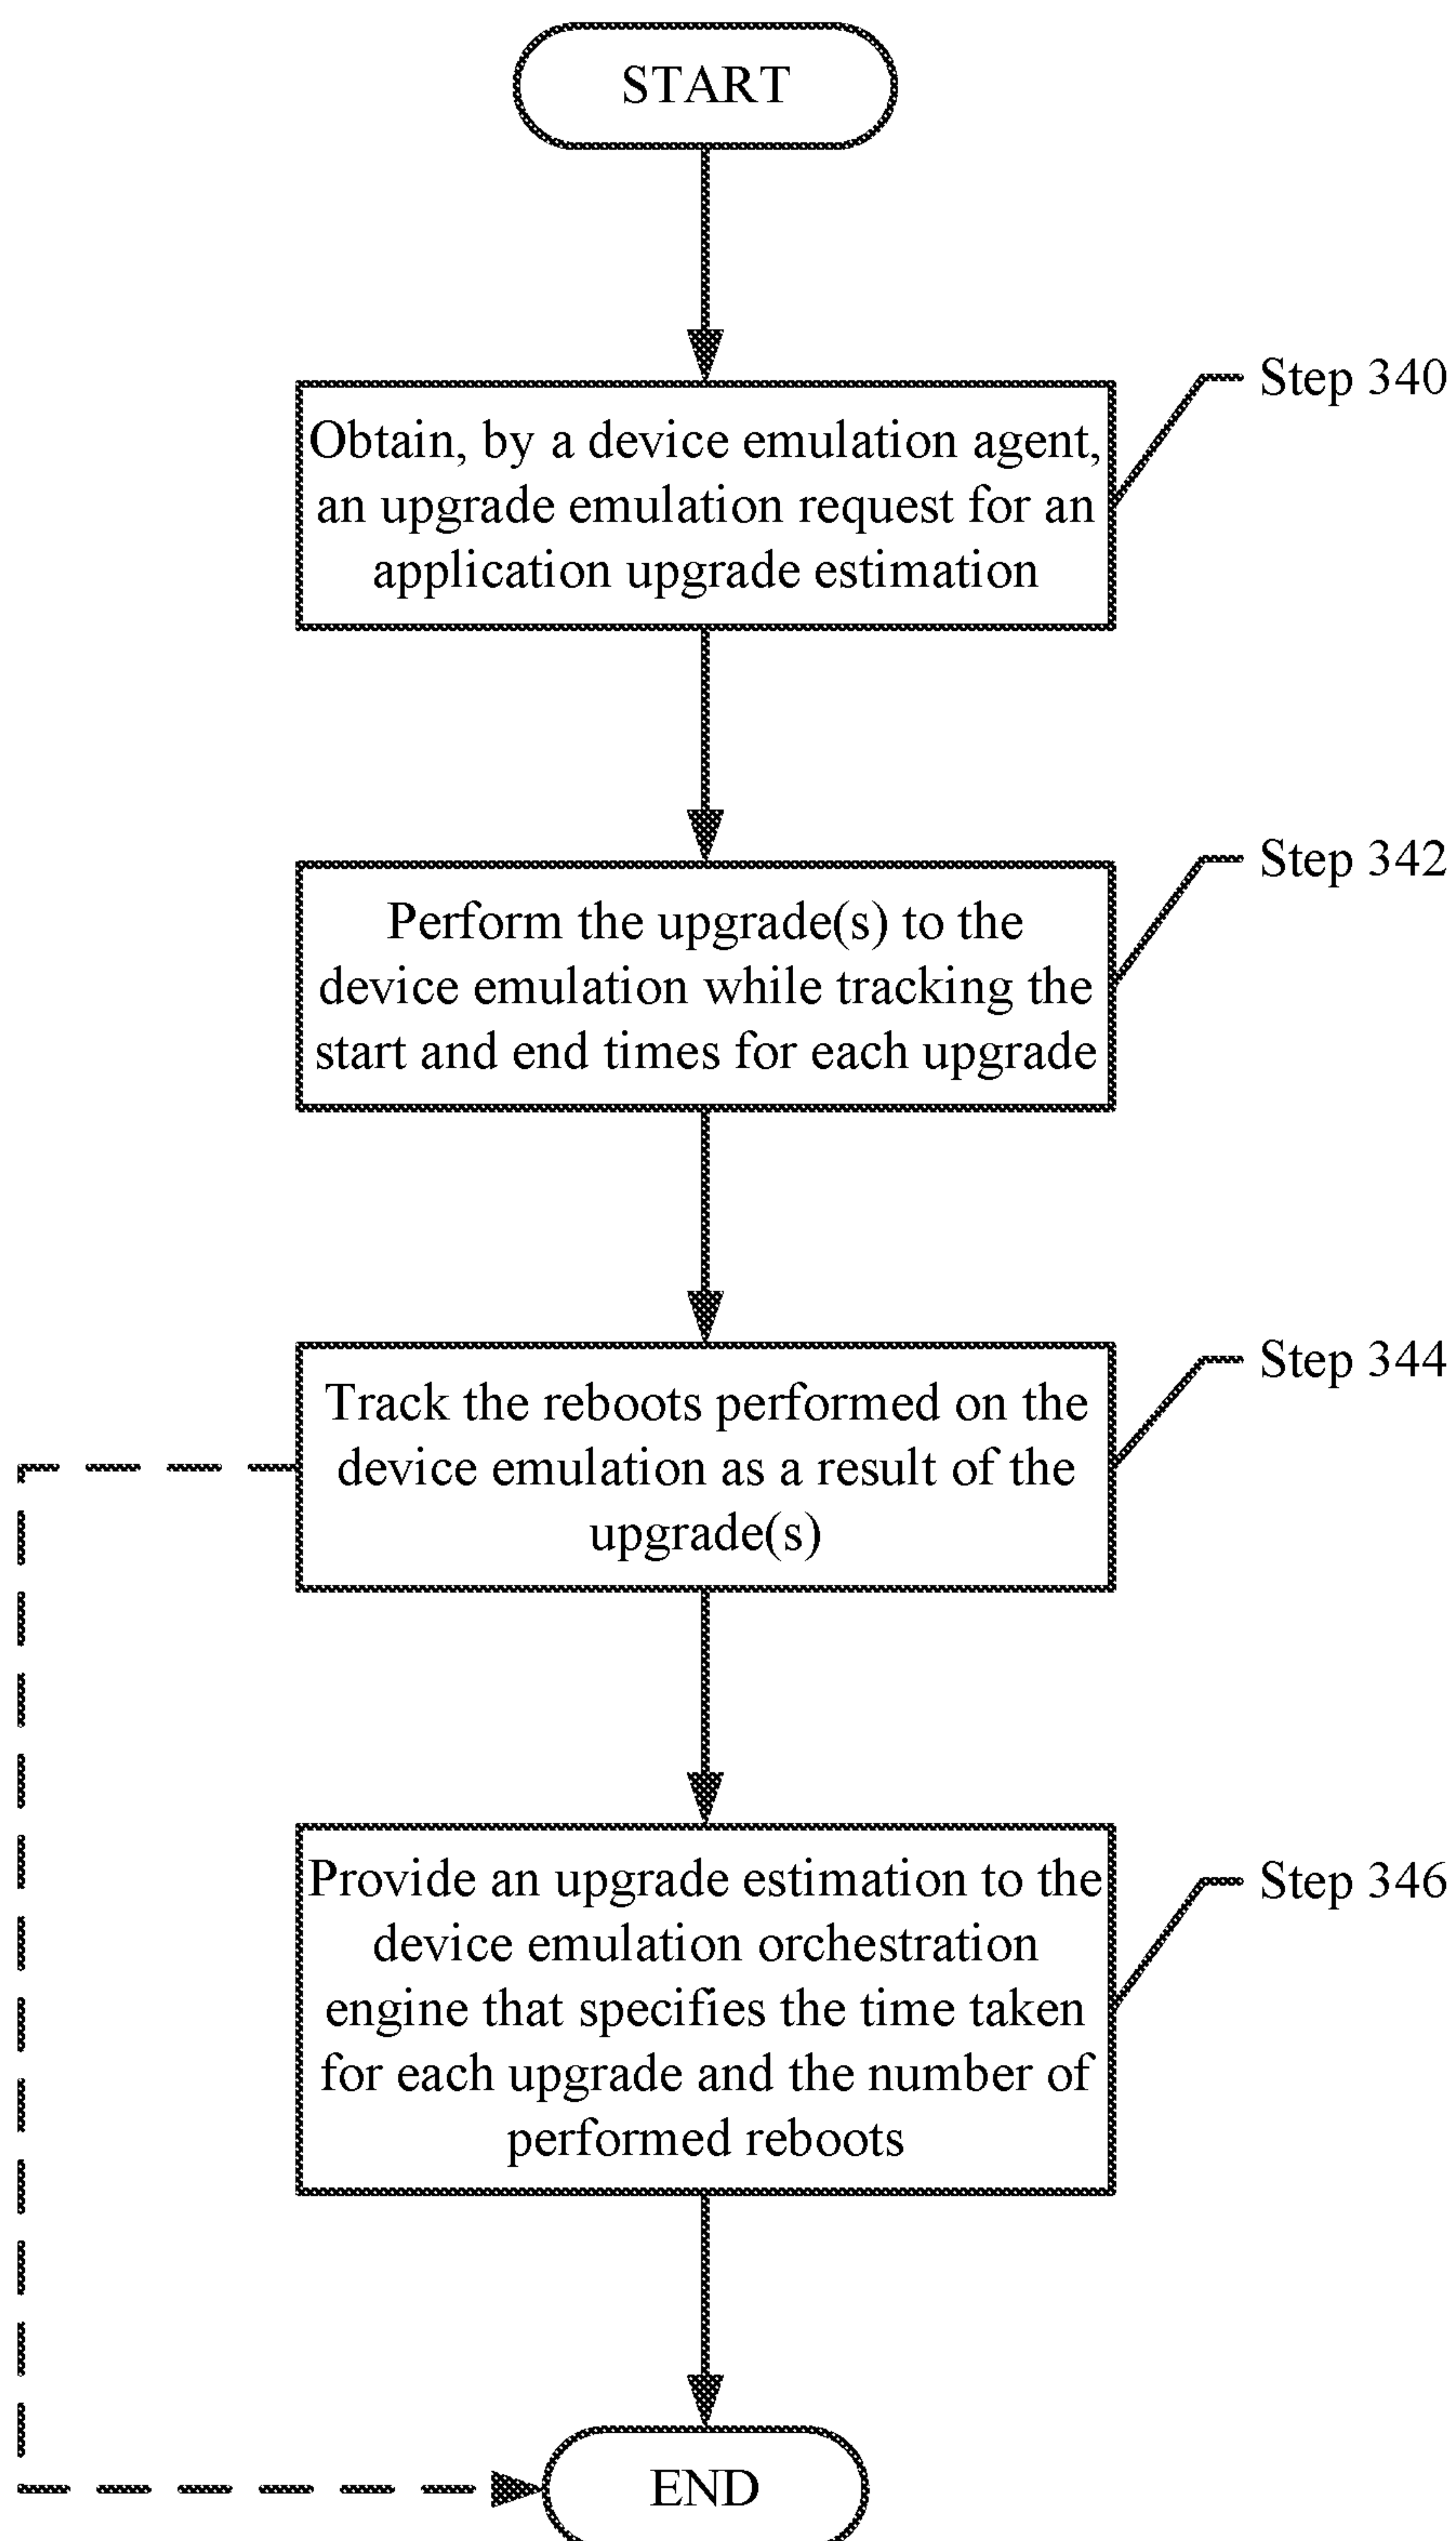 START
Step 340
Obtain, by a device emulation agent,
an upgrade emulation request for an
application upgrade estimation
Step 342
Perform the upgrade(s) to the
device emulation while tracking the
start and end times for each upgrade
Step 344
Track the reboots performed on the
device emulation as a result of the
upgrade(s)
Step 346
Provide an upgrade estimation to the
device emulation orchestration
engine that specifies the time taken
for each upgrade and the number of
performed reboots
END